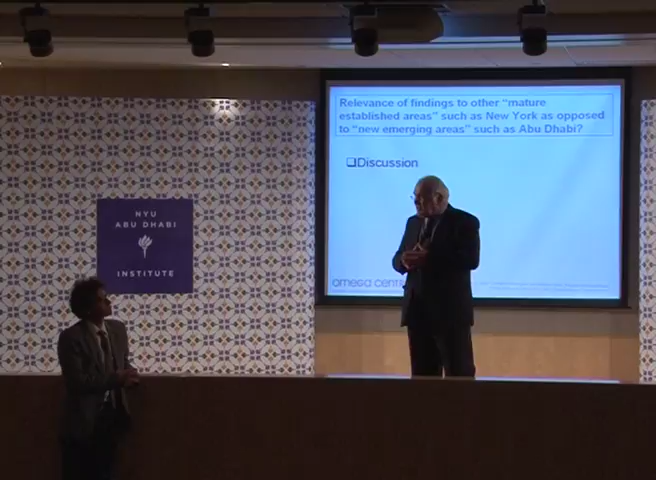 Relevance of findings to other "mature
established areas" such as New York as opposed
to "new emerging areas" such as Abu Dhabi?
❑Discussion
NYU
ABU DHABI
INSTITUTE
omega